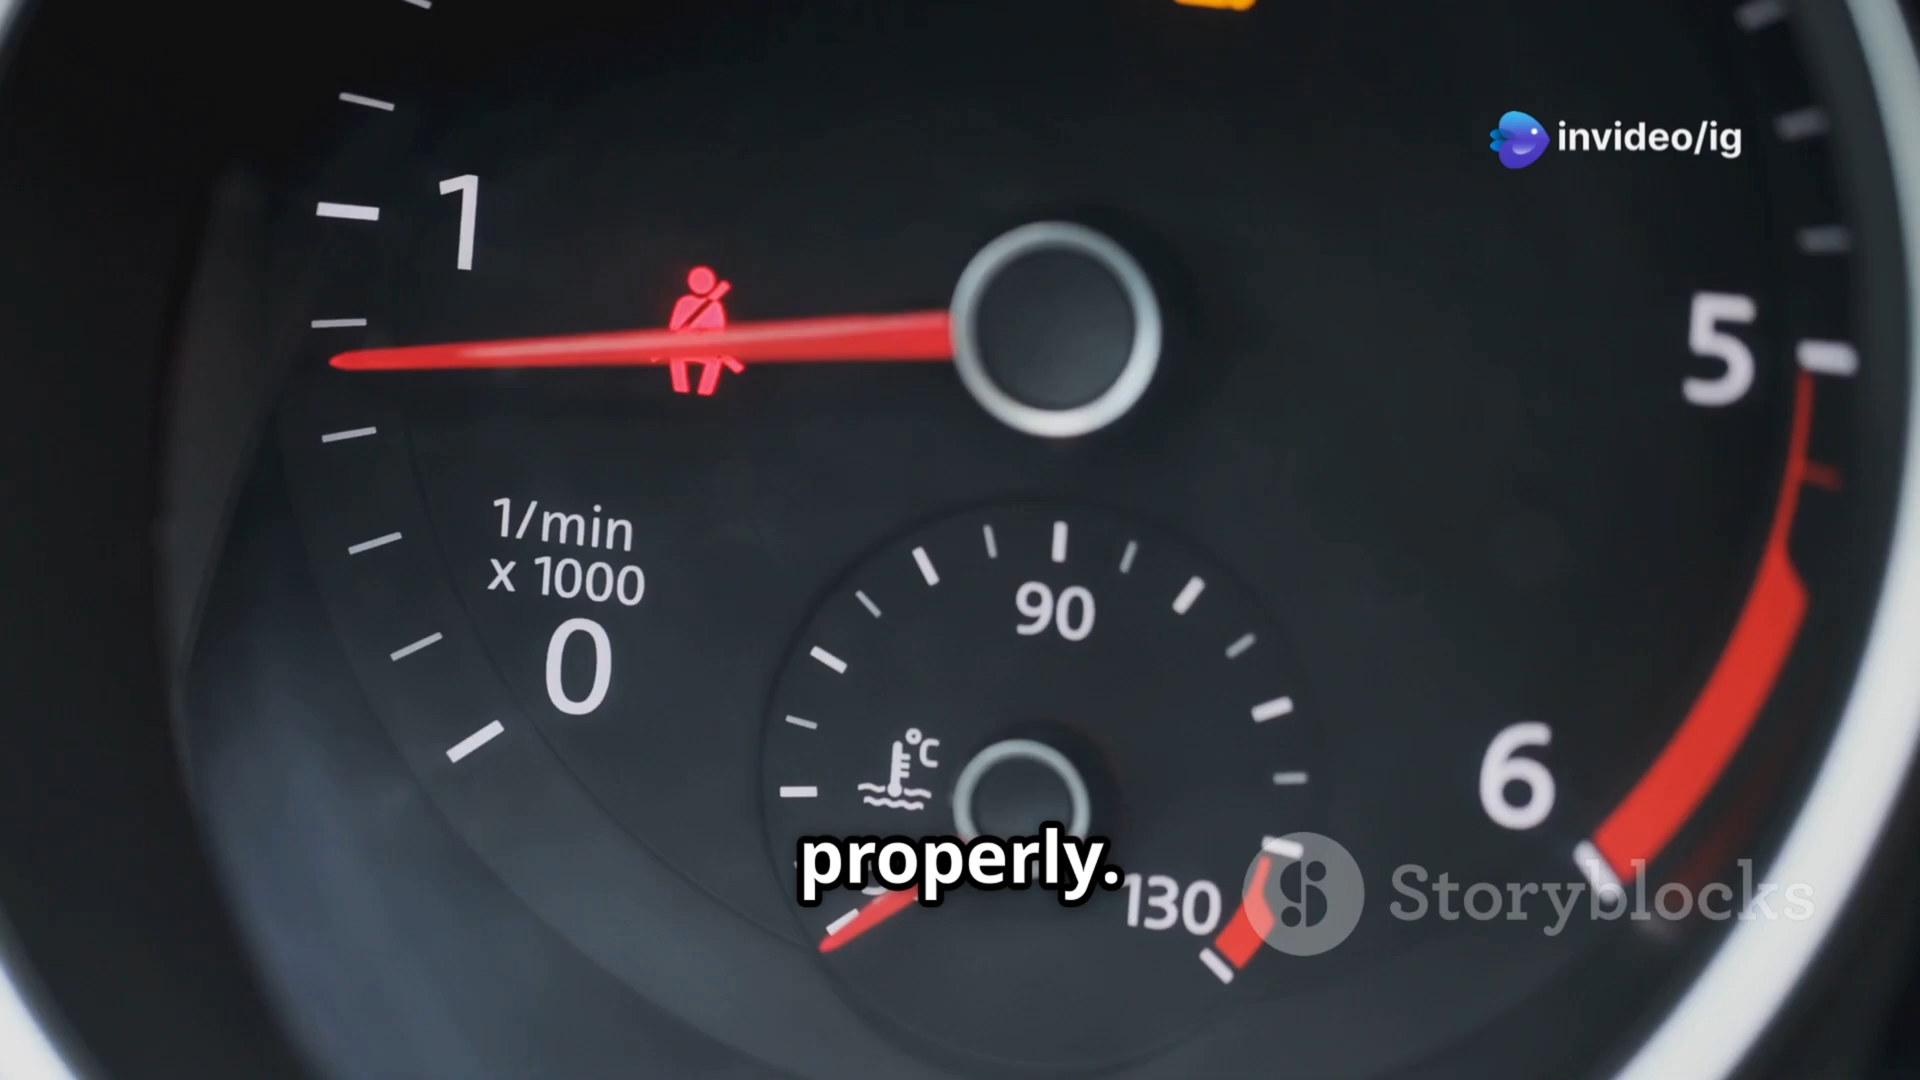 invideo/ig
1
5
1/min
x 1000
0
90
°C
6
properly.
130
Storyblocks